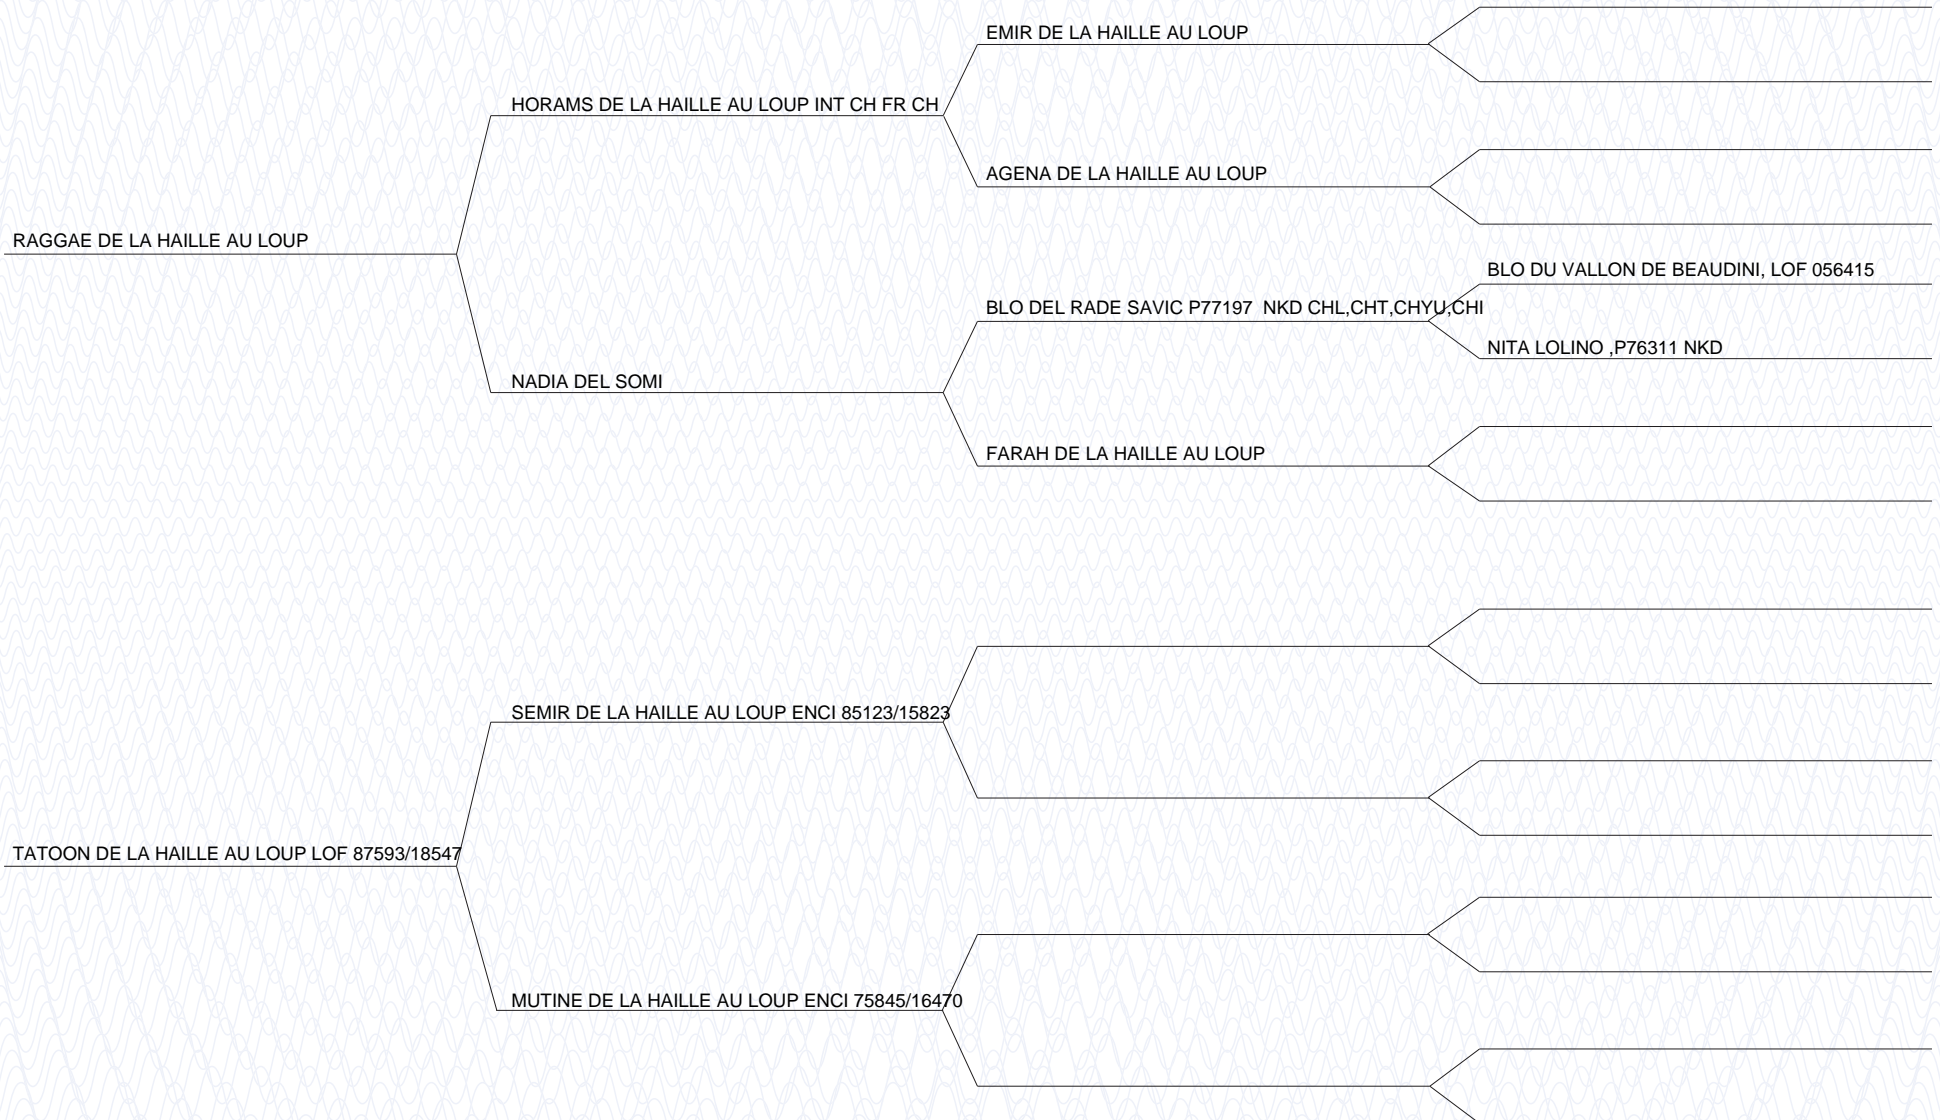 EMIR DE LA HAILLE AU LOUP
HORAMS DE LA HAILLE AU LOUP INT CH FR CH
AGENA DE LA HAILLE AU LOUP
RAGGAE DE LA HAILLE AU LOUP
BLO DU VALLON DE BEAUDINI, LOF 056415
BLO DEL RADE SAVIC P77197  NKD CHL,CHT,CHYU,CHI
NITA LOLINO ,P76311 NKD
NADIA DEL SOMI
FARAH DE LA HAILLE AU LOUP
SEMIR DE LA HAILLE AU LOUP ENCI 85123/15823
TATOON DE LA HAILLE AU LOUP LOF 87593/18547
MUTINE DE LA HAILLE AU LOUP ENCI 75845/16470